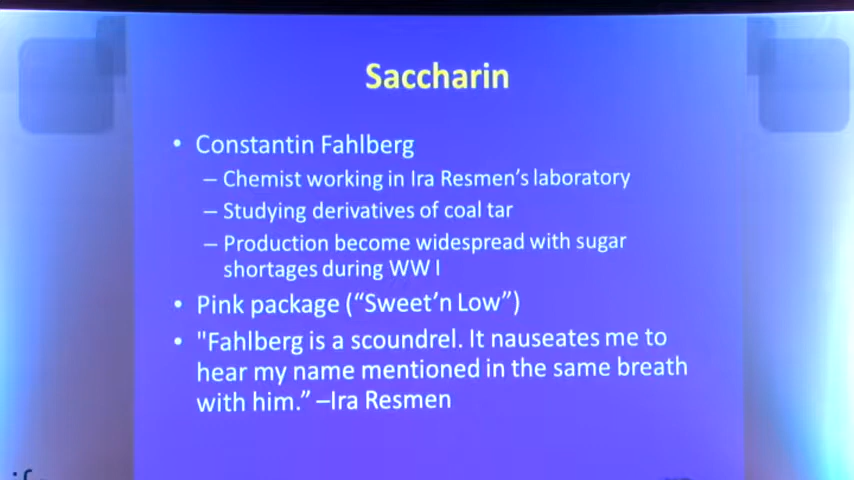 Saccharin
• Constantin Fahlberg
– Chemist working in Ira Resmen's laboratory
– Studying derivatives of coal tar
– Production become widespread with sugar
shortages during WW I
• Pink package (“Sweet'n Low”)
• "Fahlberg is a scoundrel. It nauseates me to
hear my name mentioned in the same breath
with him.” –Ira Resmen